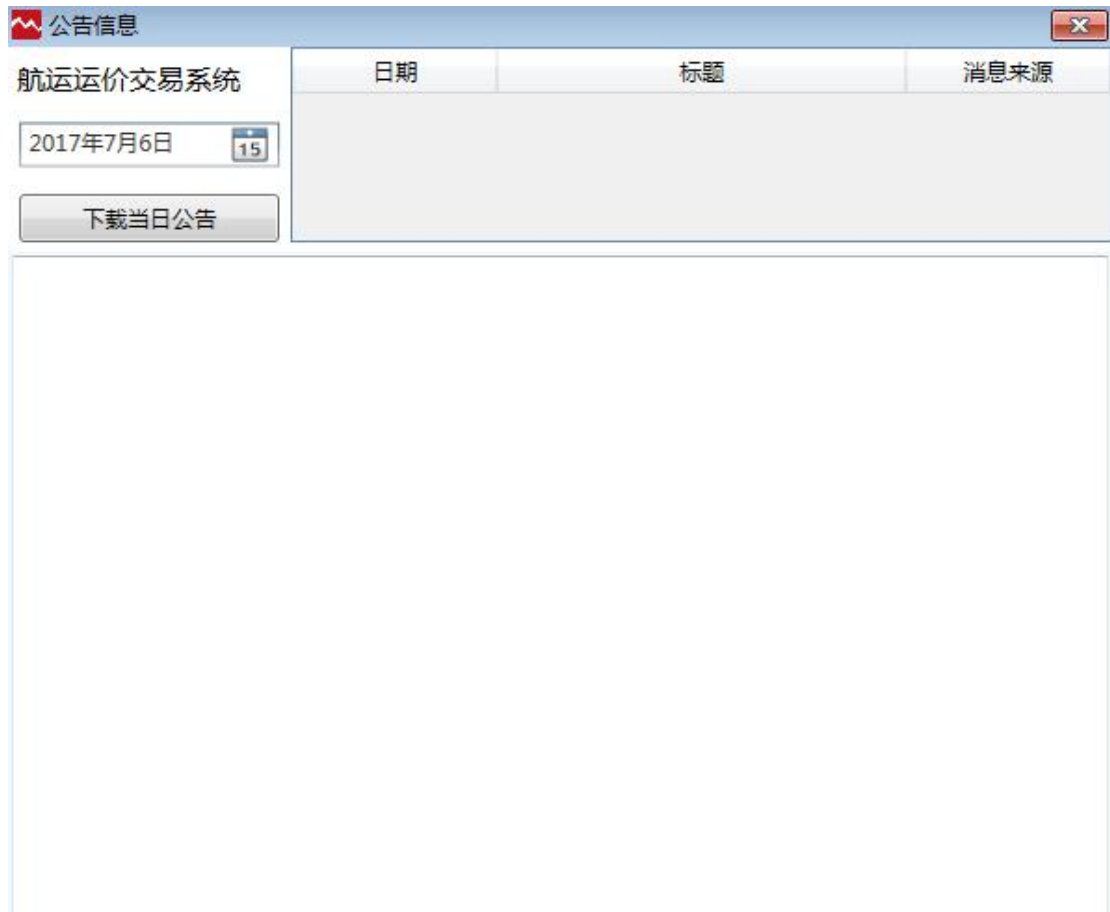 公告信息
航运运价交易系统
日期 标题 消息来源
2017年7月6日 15
下载当日公告